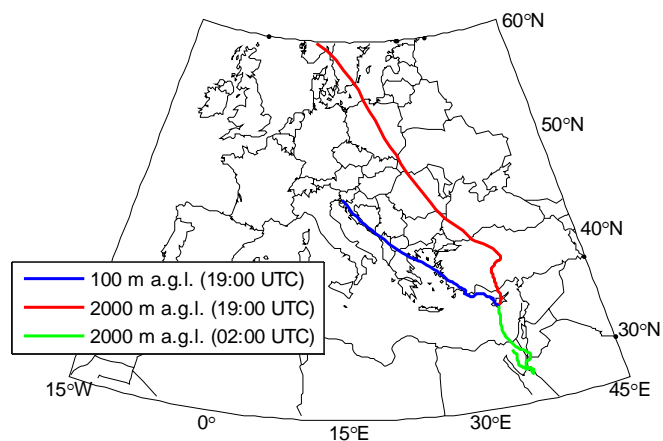 60°N
50°N
40°N
100 m a.g.l. (19:00 UTC)
2000 m a.g.l. (19:00 UTC)
2000 m a.g.l. (02:00 UTC)
30°N
15°W
45°E
0°
30°E
15°E